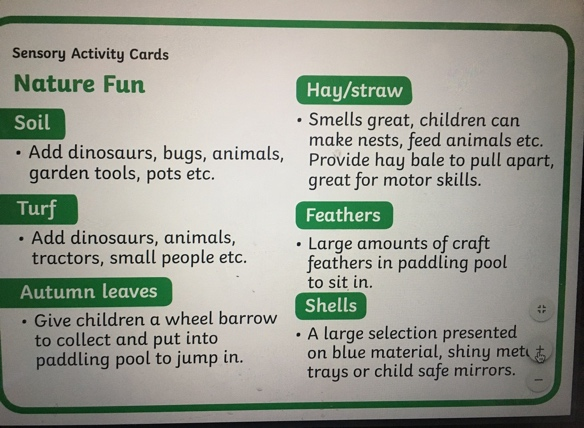 Sensory Activity Cards
Nature Fun
Soil
• Add dinosaurs, bugs, animals,
garden tools, pots etc.
Turf
• Add dinosaurs, animals,
tractors, small people etc.
Autumn leaves
• Give children a wheel barrow
to collect and put into
paddling pool to jump in.
Hay/straw
• Smells great, children can
make nests, feed animals etc.
Provide hay bale to pull apart,
great for motor skills.
Feathers
• Large amounts of craft
feathers in paddling pool
to sit in.
Shells
• A large selection presented
on blue material, shiny
trays or child safe mirrors.